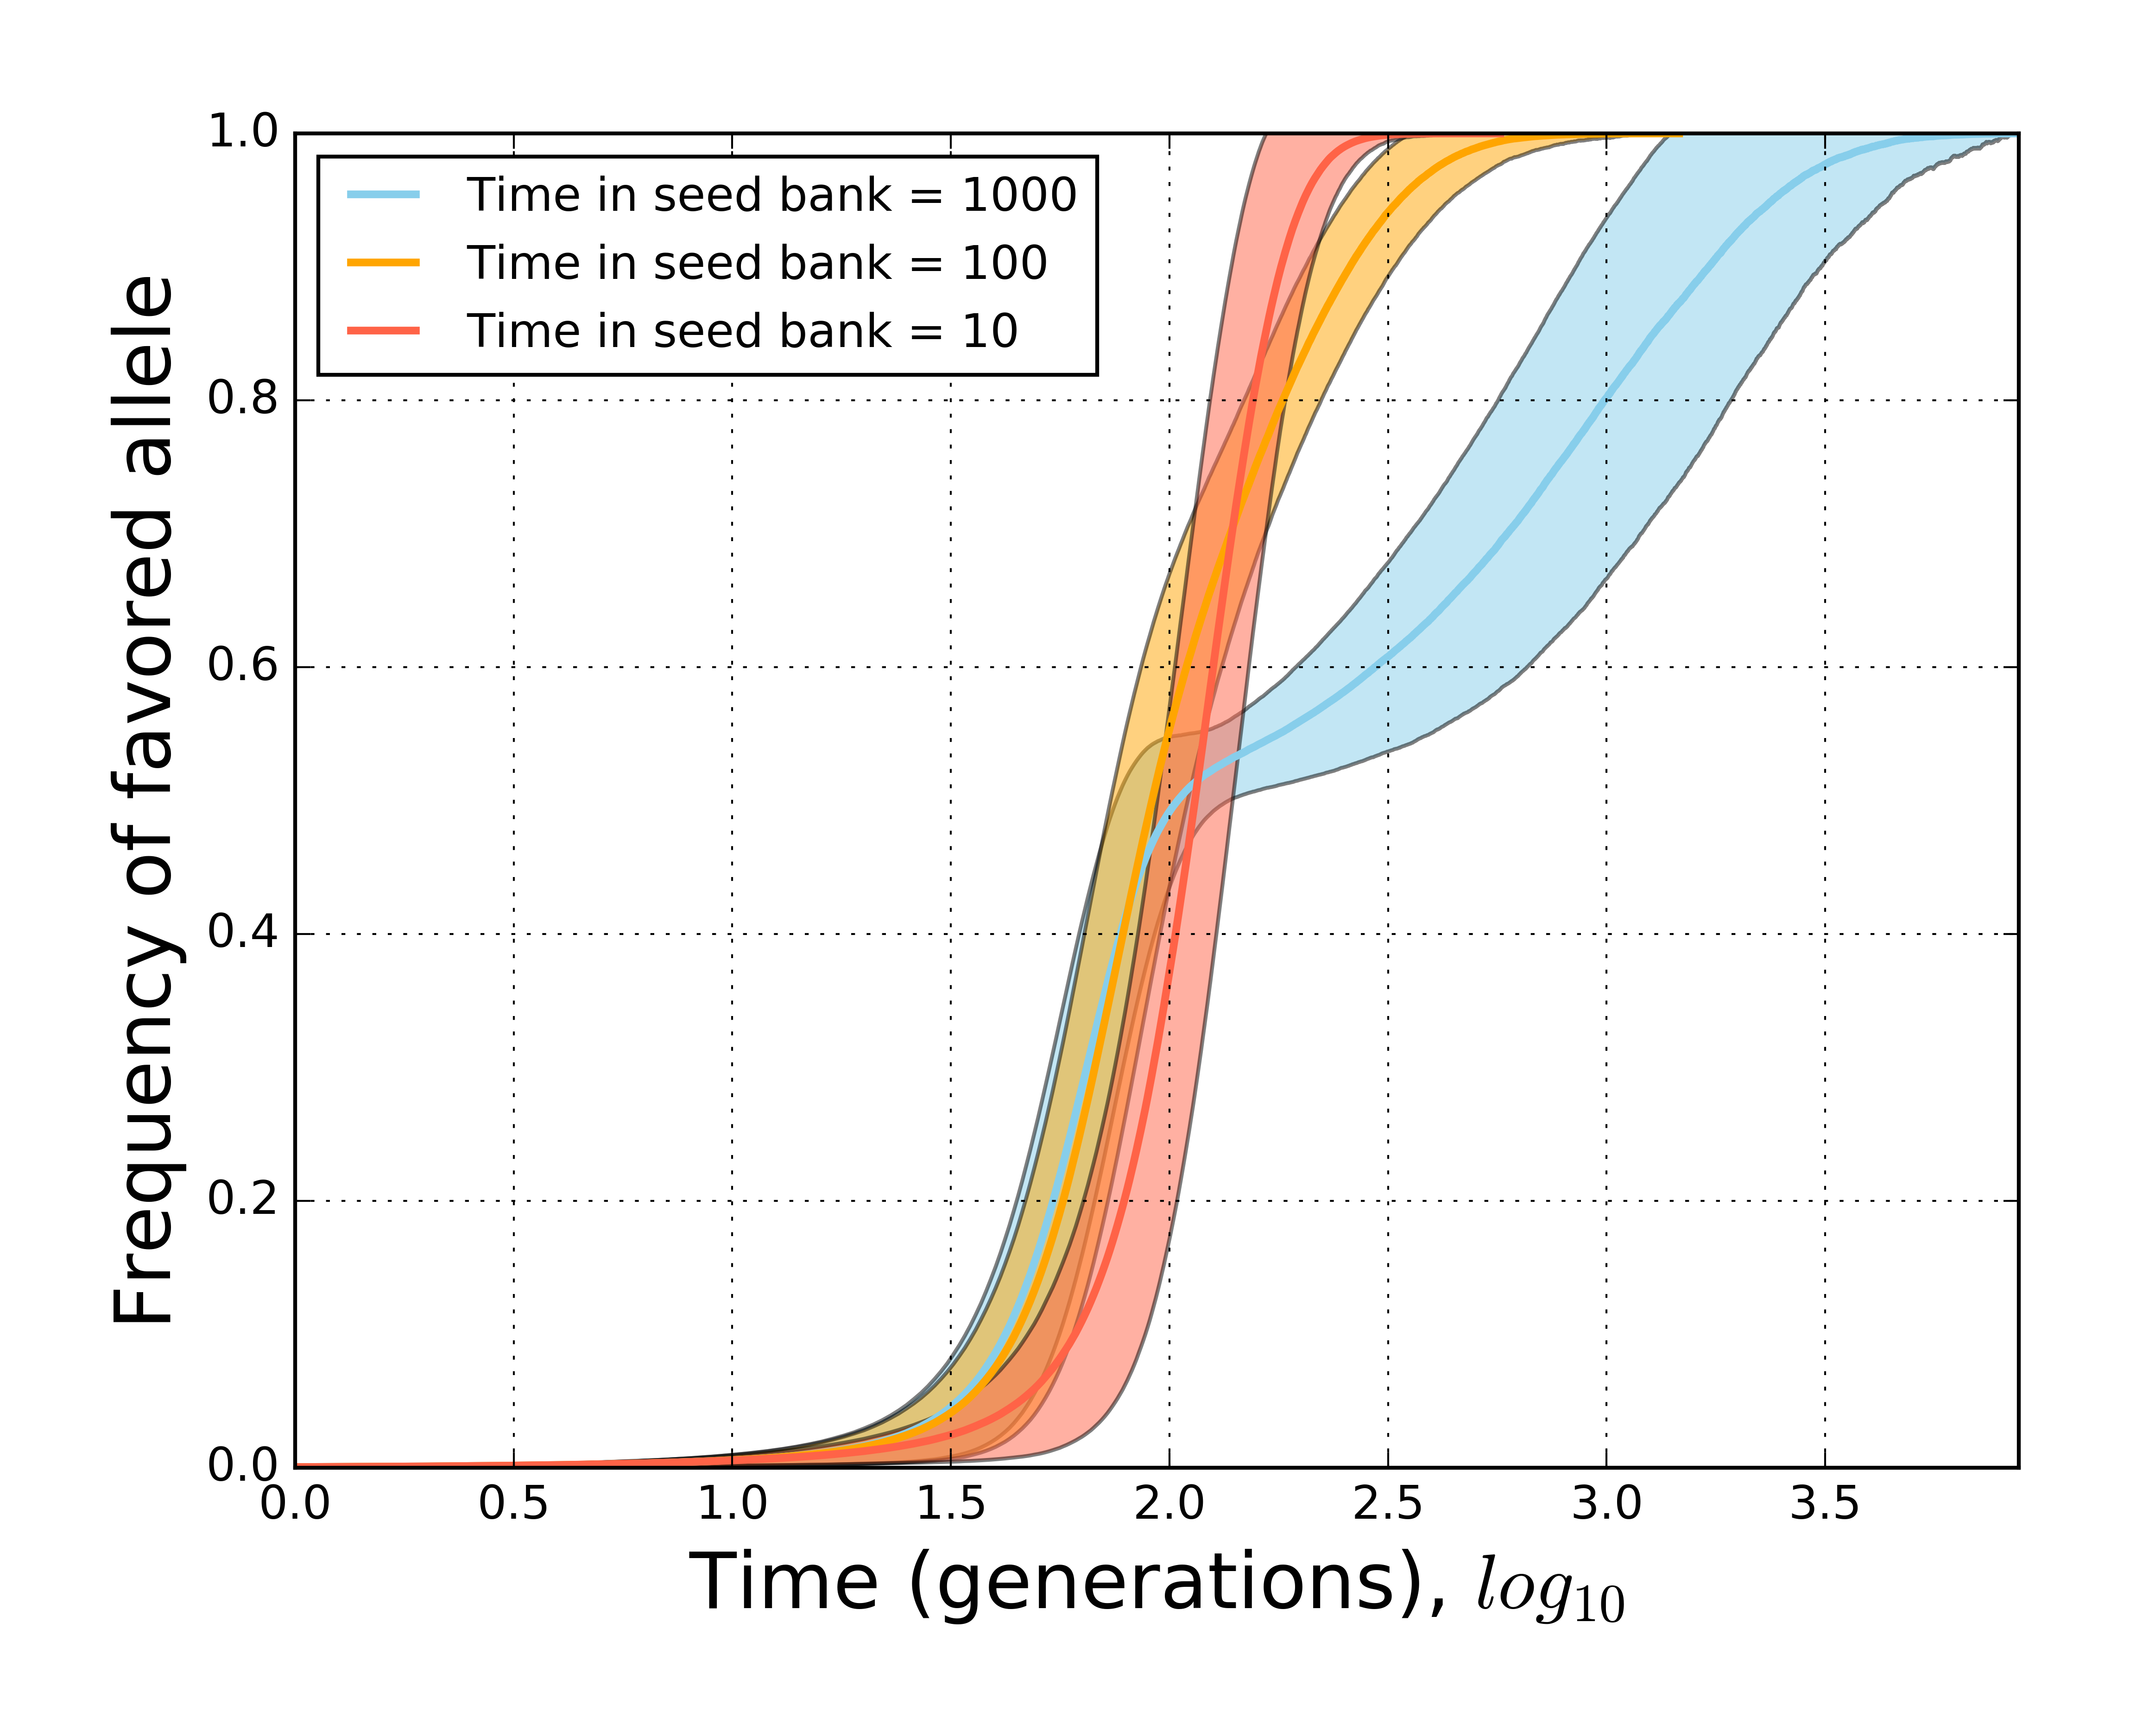 1.0
0.8
0.6
0.4
0.2
0.0
Frequency of favored allele
Time in seed bank = 1000
Time in seed bank = 100
Time in seed bank = 10
0.0 0.5 1.0 1.5 2.0 2.5 3.0 3.5
Time (generations), log₁₀